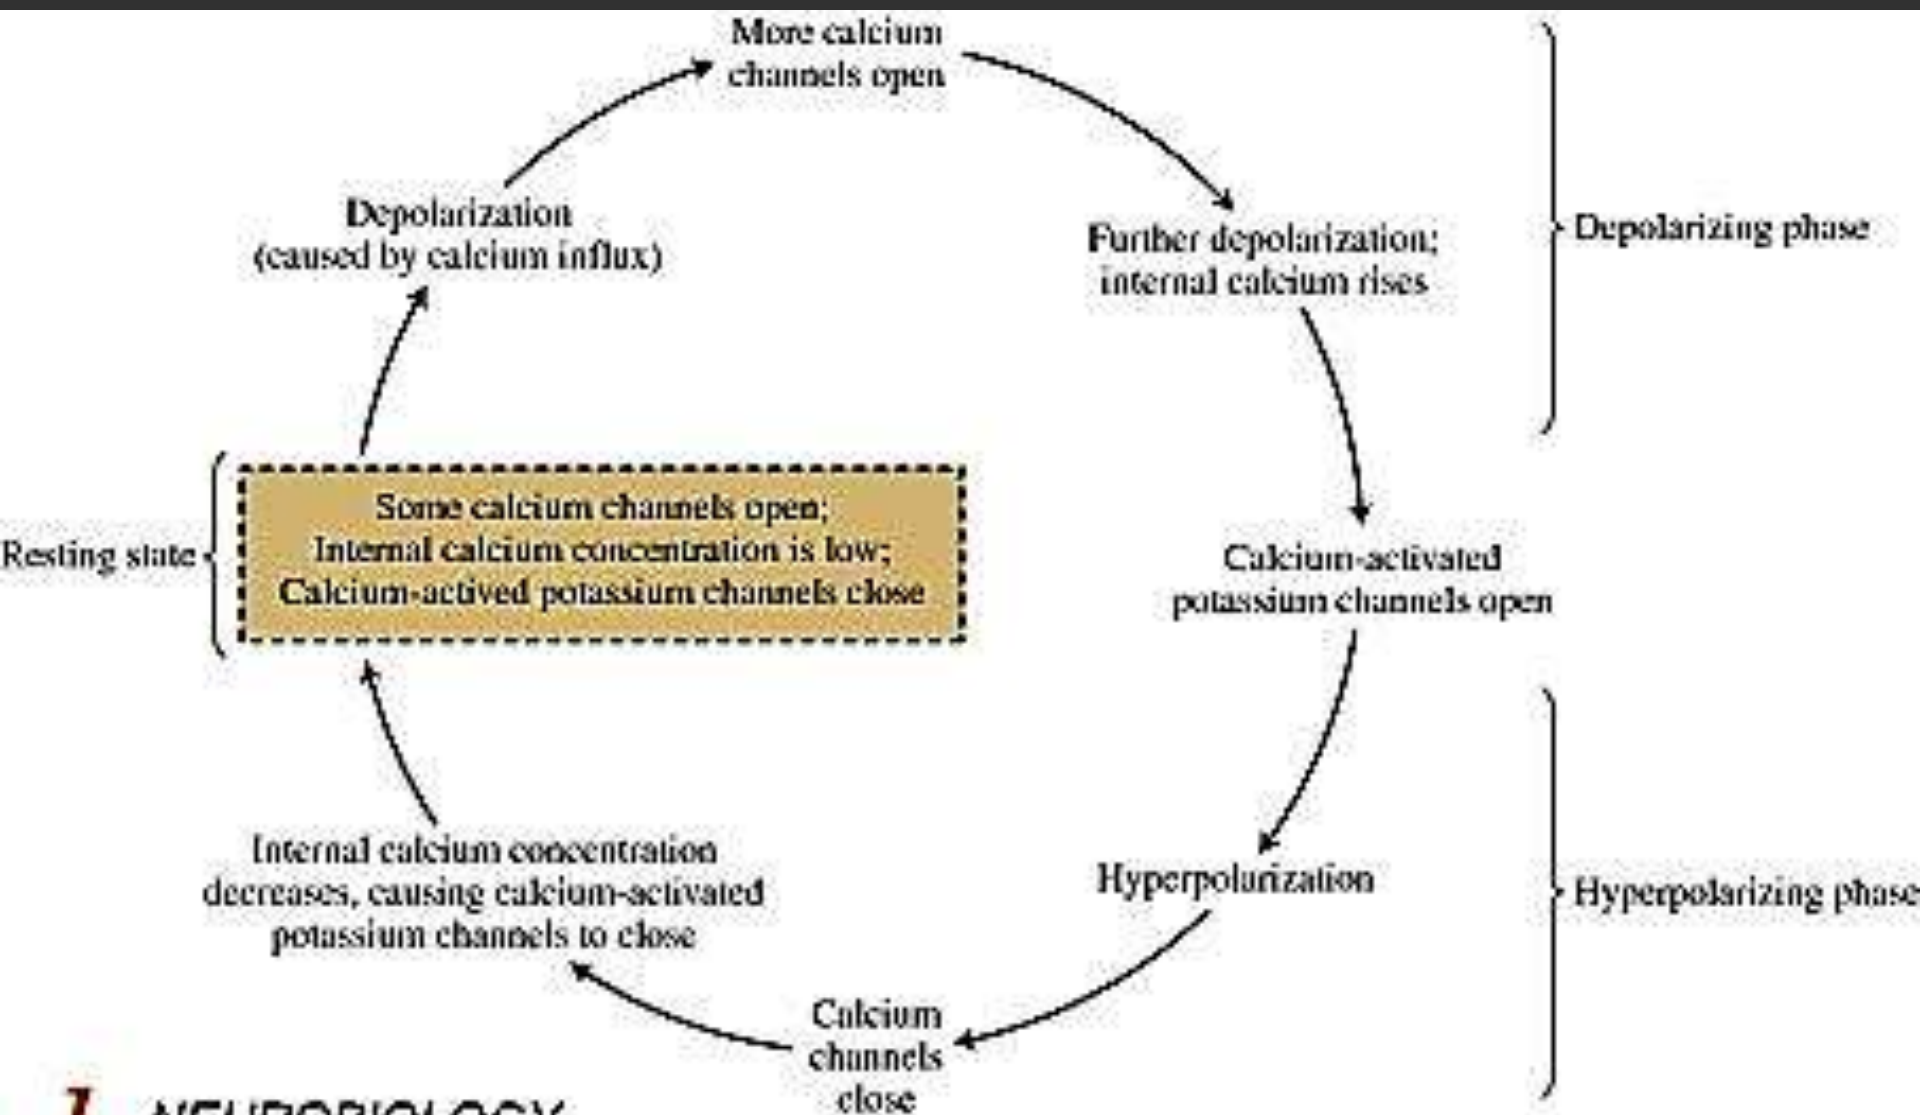 More calcium
channels open
Depolarization
(caused by calcium influx)
Further depolarization;
internal calcium rises
Depolarizing phase
Resting state
Some calcium channels open;
Internal calcium concentration is low;
Calcium-actived potassium channels close
Calcium-activated
potassium channels open
Internal calcium concentration
decreases, causing calcium-activated
potassium channels to close
Hyperpolarization
Hyperpolarizing phase
Calcium
channels
close
NEUROBIOLOGY